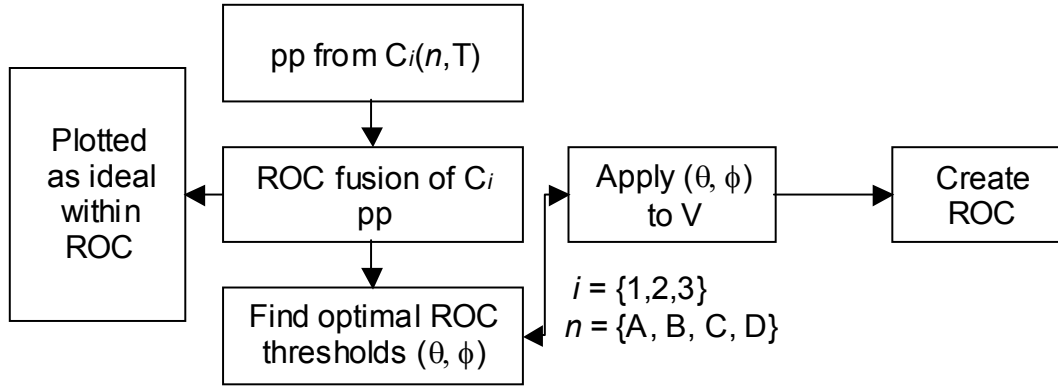 pp from Ci(n,T)
Plotted
as ideal
within
ROC
ROC fusion of Ci
pp
Find optimal ROC
thresholds (θ, ϕ)
Apply (θ, ϕ)
to V
Create
ROC
i = {1,2,3}
n = {A, B, C, D}